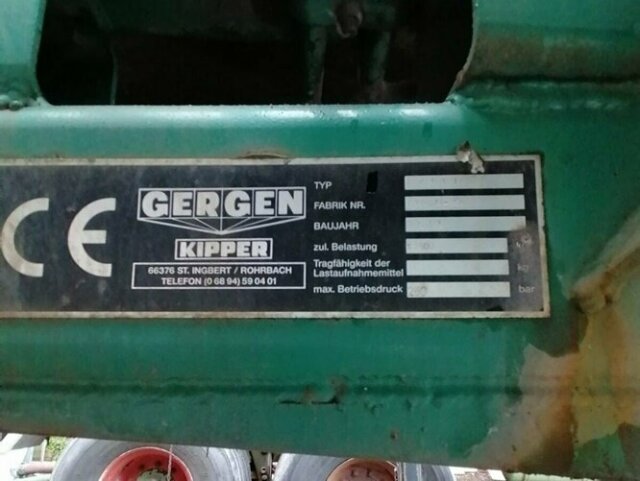 CE
GERGEN
KIPPER
66376 ST. INGBERT / ROHRBACH
TELEFON (0 68 94) 59 04 01
TYP
FABRIK NR.
BAUJAHR
zul. Belastung
Tragfähigkeit der
Lastaufnahmemittel kg
max. Betriebsdruck bar